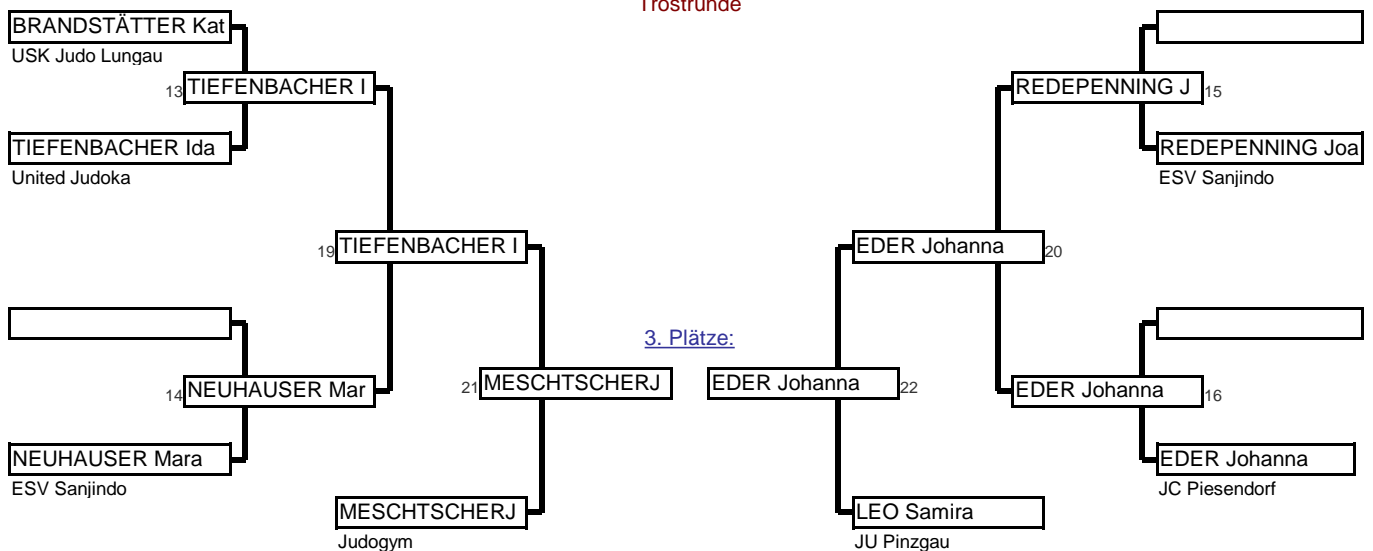 Trostrunde
BRANDSTÄTTER Kat
USK Judo Lungau
13 TIEFENBACHER I
REDEPENNING J 15
TIEFENBACHER Ida
United Judoka
REDEPENNING Joa
ESV Sanjindo
19 TIEFENBACHER I
EDER Johanna 20
3. Plätze:
14 NEUHAUSER Mar
21 MESCHTSCHERJ
EDER Johanna 22
EDER Johanna 16
NEUHAUSER Mara
ESV Sanjindo
EDER Johanna
JC Piesendorf
MESCHTSCHERJ
Judogym
LEO Samira
JU Pinzgau